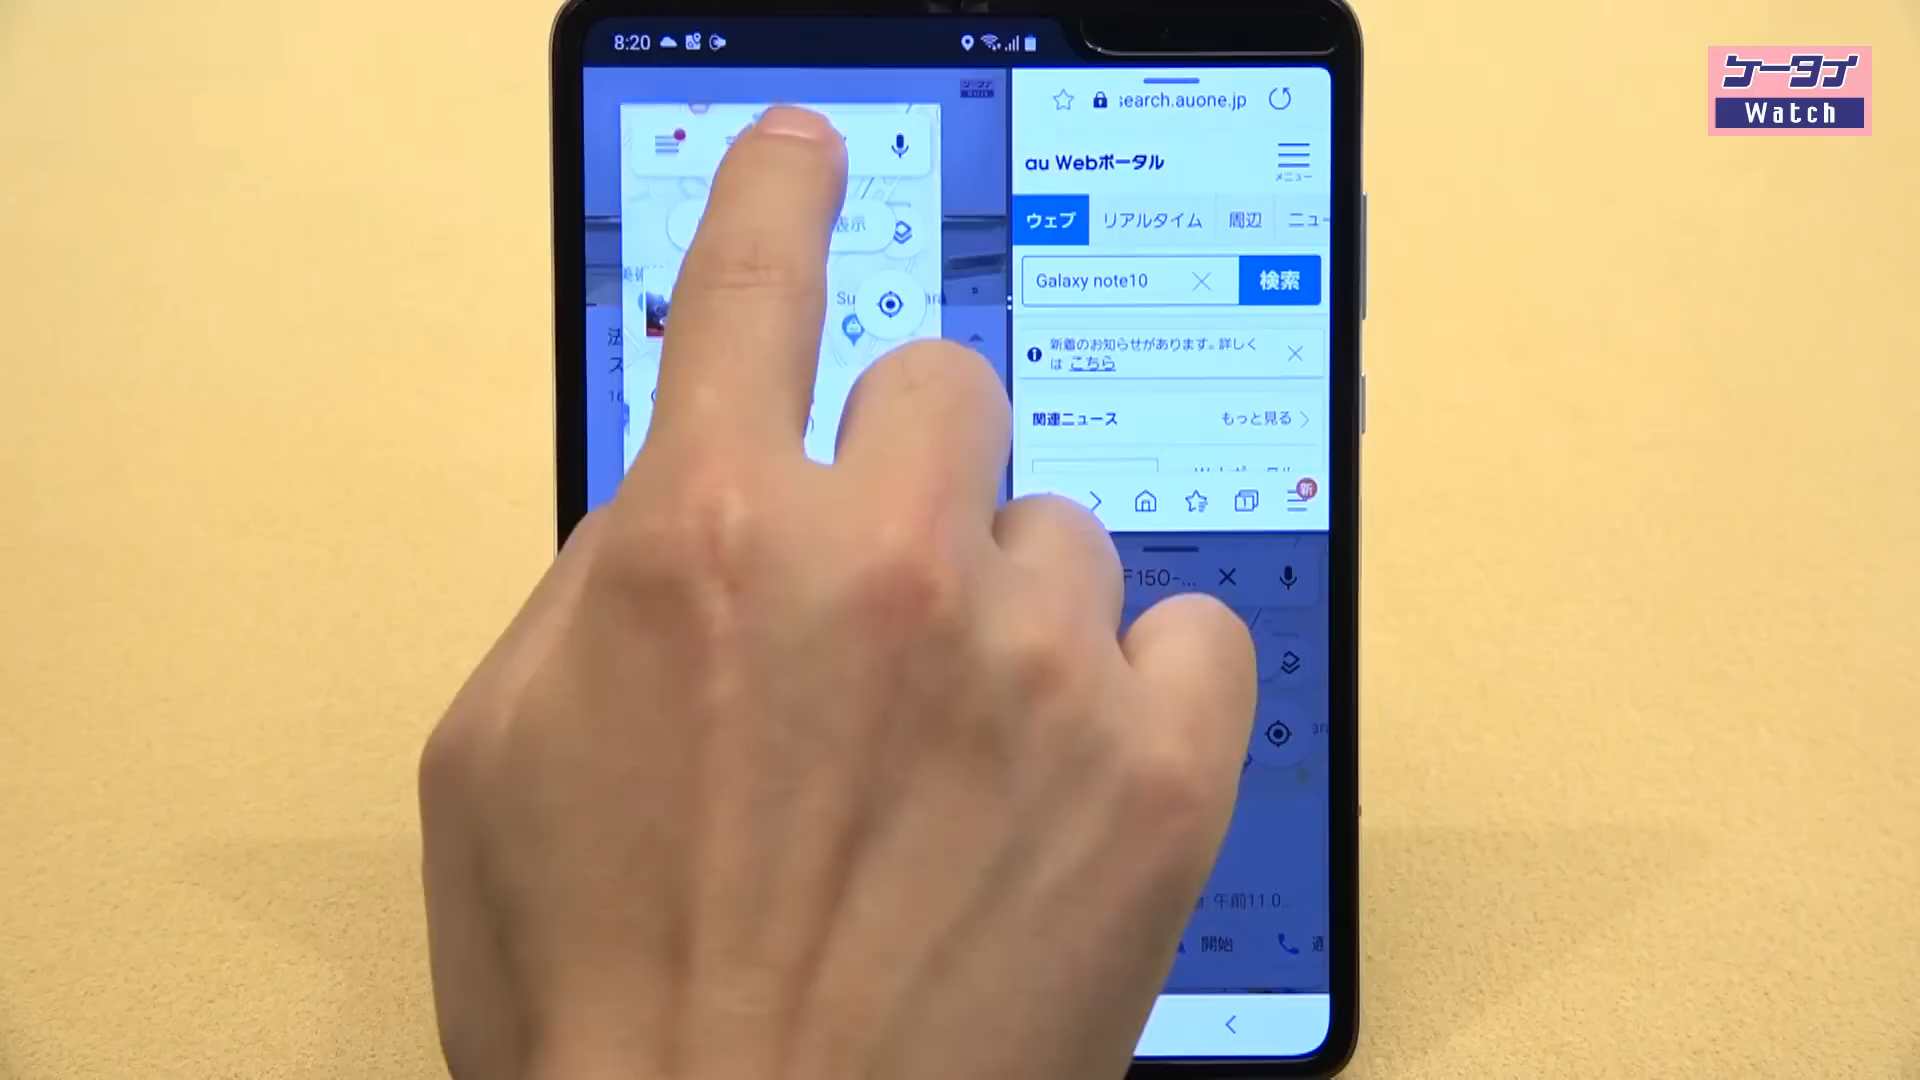 ケータイ
Watch
8:20
search.auone.jp
au Webポータル
メニュー
ウェブ リアルタイム 周辺 ニュー
Galaxy note10
検索
表示
新着のお知らせがあります。詳しく
は こちら
関連ニュース
もっと見る
新
F150-...
午前11.0...
開始